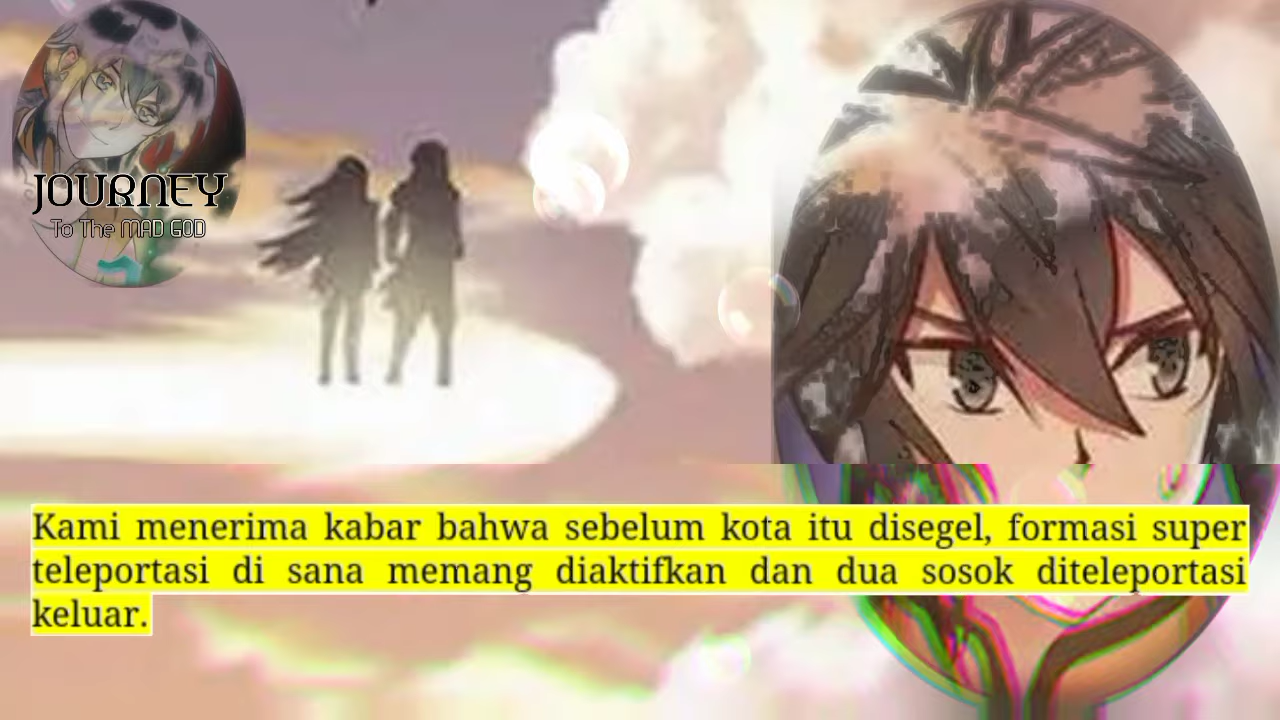 JOURNEY
To The MAD GOD
Kami menerima kabar bahwa sebelum kota itu disegel, formasi super
teleportasi di sana memang diaktifkan dan dua sosok diteleportasi
keluar.